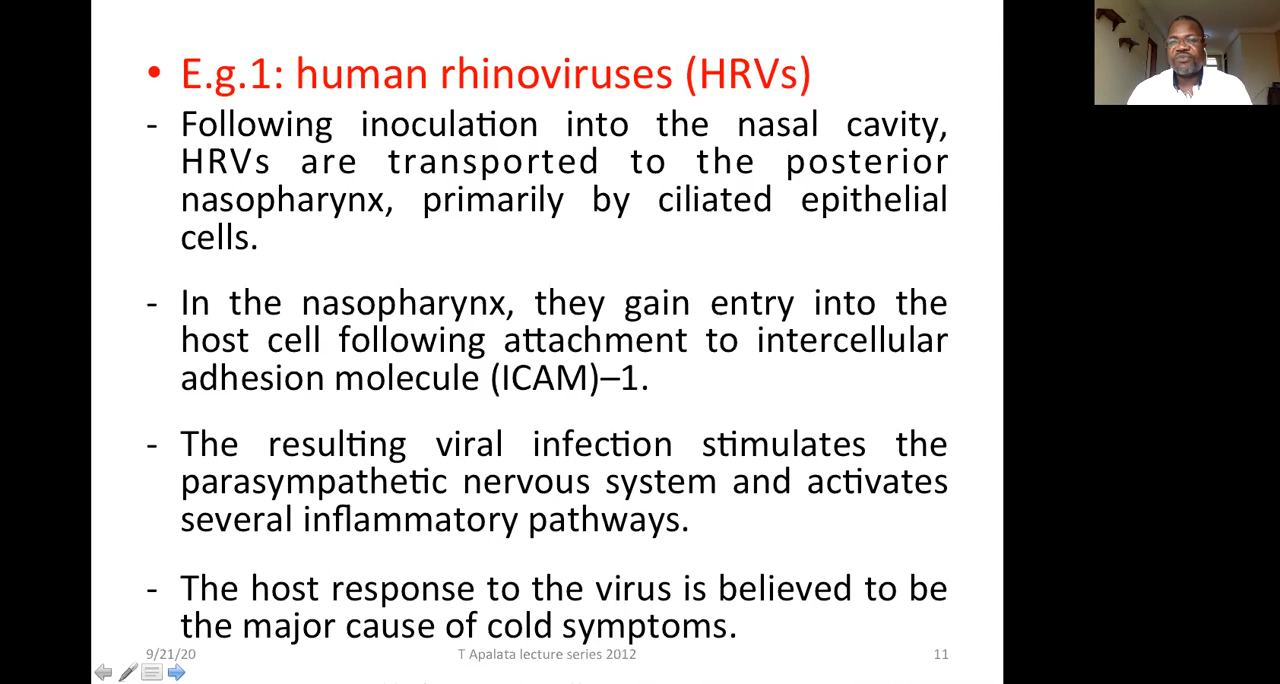 • E.g.1: human rhinoviruses (HRVs)
- Following inoculation into the nasal cavity,
HRVs are transported to the posterior
nasopharynx, primarily by ciliated epithelial
cells.
- In the nasopharynx, they gain entry into the
host cell following attachment to intercellular
adhesion molecule (ICAM)–1.
- The resulting viral infection stimulates the
parasympathetic nervous system and activates
several inflammatory pathways.
- The host response to the virus is believed to be
the major cause of cold symptoms.
9/21/20 T Apalata lecture series 2012 11